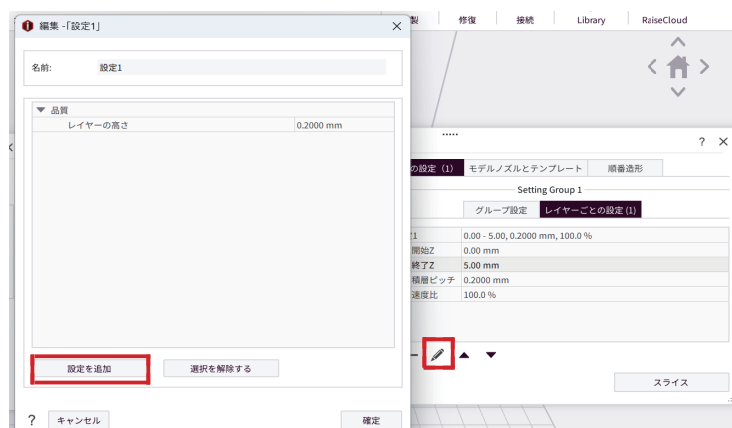 編集 -「設定1」
製 修復 接続 Library RaiseCloud
名前: 設定1
▼ 品質
レイヤーの高さ 0.2000 mm
設定を追加 選択を解除する
? キャンセル 確定
? ×
の設定（1） モデルノズルとテンプレート 順番造形
Setting Group 1
グループ設定 レイヤーごとの設定 (1)
0.00 - 5.00, 0.2000 mm, 100.0 %
開始Z 0.00 mm
終了Z 5.00 mm
積層ピッチ 0.2000 mm
速度比 100.0 %
スライス